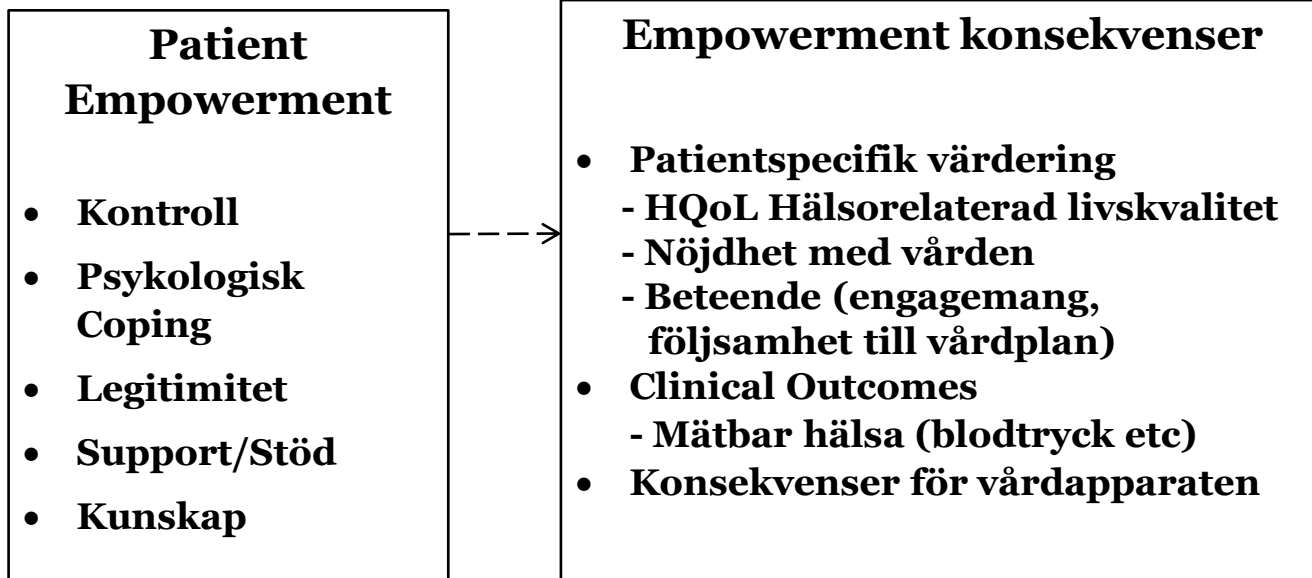 Patient
Empowerment
• Kontroll
• Psykologisk
Coping
• Legitimitet
• Support/Stöd
• Kunskap
Empowerment konsekvenser
• Patientspecifik värdering
- HQoL Hälsorelaterad livskvalitet
- Nöjdhet med vården
- Beteende (engagemang,
följsamhet till vårdplan)
• Clinical Outcomes
- Mätbar hälsa (blodtryck etc)
• Konsekvenser för vårdapparaten